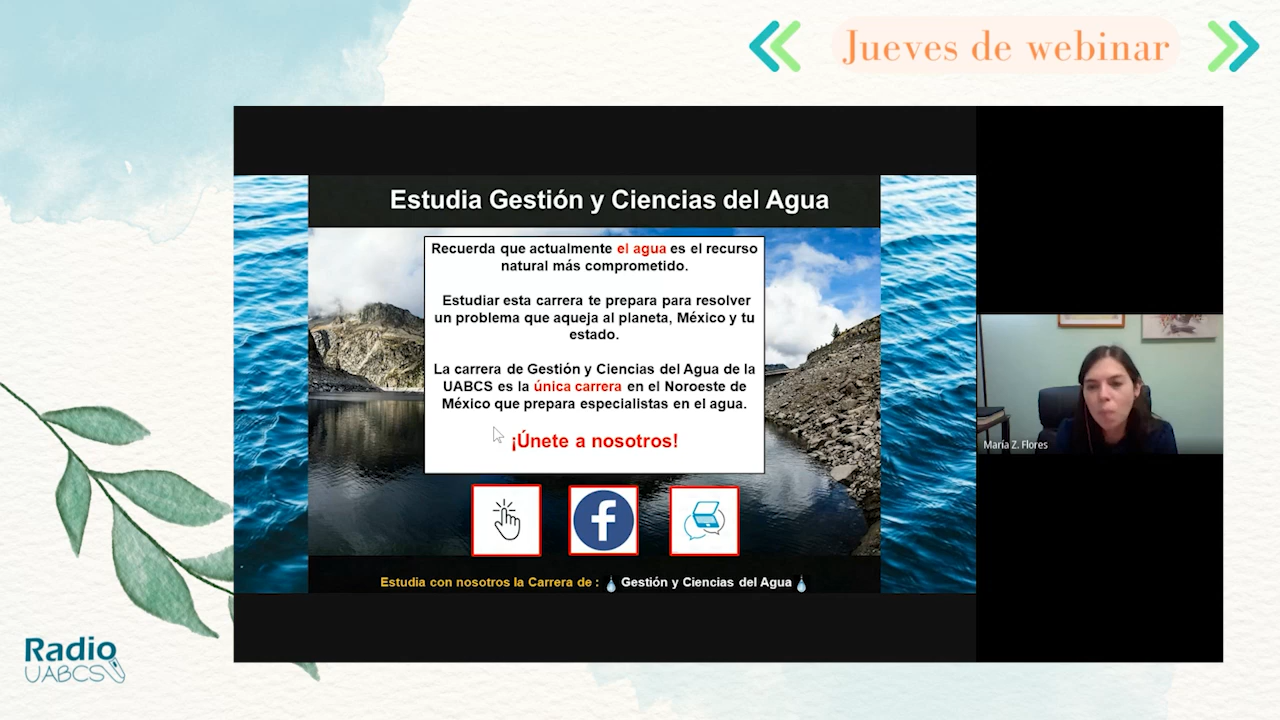 Jueves de webinar
Estudia Gestión y Ciencias del Agua
Recuerda que actualmente el agua es el recurso
natural más comprometido.
Estudiar esta carrera te prepara para resolver
un problema que aqueja al planeta, México y tu
estado.
La carrera de Gestión y Ciencias del Agua de la
UABCS es la única carrera en el Noroeste de
México que prepara especialistas en el agua.
¡Únete a nosotros!
Estudia con nosotros la Carrera de : Gestión y Ciencias del Agua
María Z. Flores
Radio
UABCS